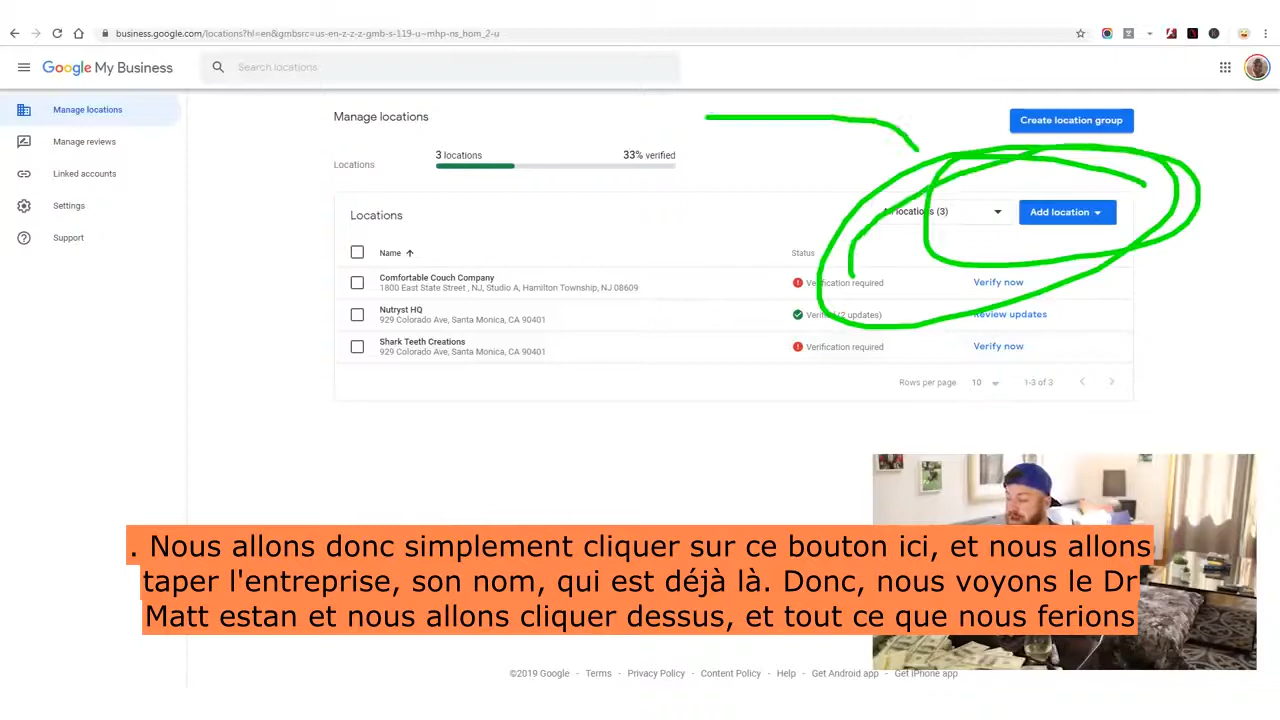 business.google.com/locations?hl=en&gmbsrc=us-en-z-z-z-gmb-s-119-u~mhp-ns_hom_2-u
Google My Business
Search locations
Manage locations
Manage reviews
Linked accounts
Settings
Support
Manage locations
Create location group
Locations
3 locations
33% verified
Locations
locations (3)
Add location
Name
Status
Comfortable Couch Company
1800 East State Street , NJ, Studio A, Hamilton Township, NJ 08609
Verification required
Verify now
Nutryst HQ
929 Colorado Ave, Santa Monica, CA 90401
Verified (2 updates)
Review updates
Shark Teeth Creations
929 Colorado Ave, Santa Monica, CA 90401
Verification required
Verify now
Rows per page 10 1-3 of 3
. Nous allons donc simplement cliquer sur ce bouton ici, et nous allons
taper l'entreprise, son nom, qui est déjà là. Donc, nous voyons le Dr
Matt estan et nous allons cliquer dessus, et tout ce que nous ferions
©2019 Google - Terms - Privacy Policy - Content Policy - Help - Get Android app - Get iPhone app